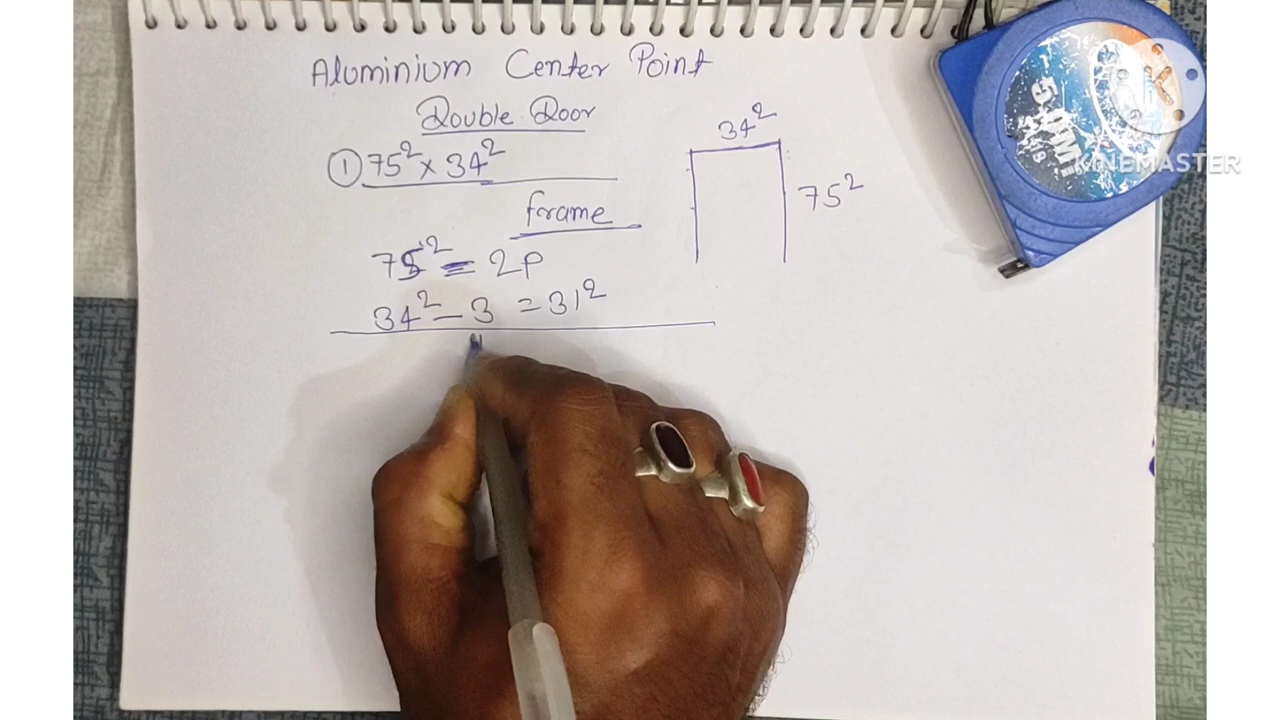 Aluminium Center Point
Double Door
① 75² × 34²
34²
75²
frame
75² = 2P
34² - 3 = 31²
KINEMASTER